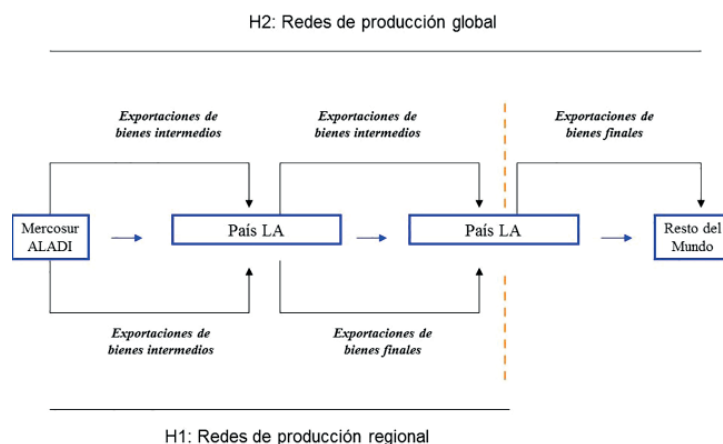 H2: Redes de producción global
Exportaciones de
bienes intermedios
Exportaciones de
bienes intermedios
Exportaciones de
bienes finales
Mercosur
ALADI
País LA
País LA
Resto del
Mundo
Exportaciones de
bienes intermedios
Exportaciones de
bienes finales
H1: Redes de producción regional